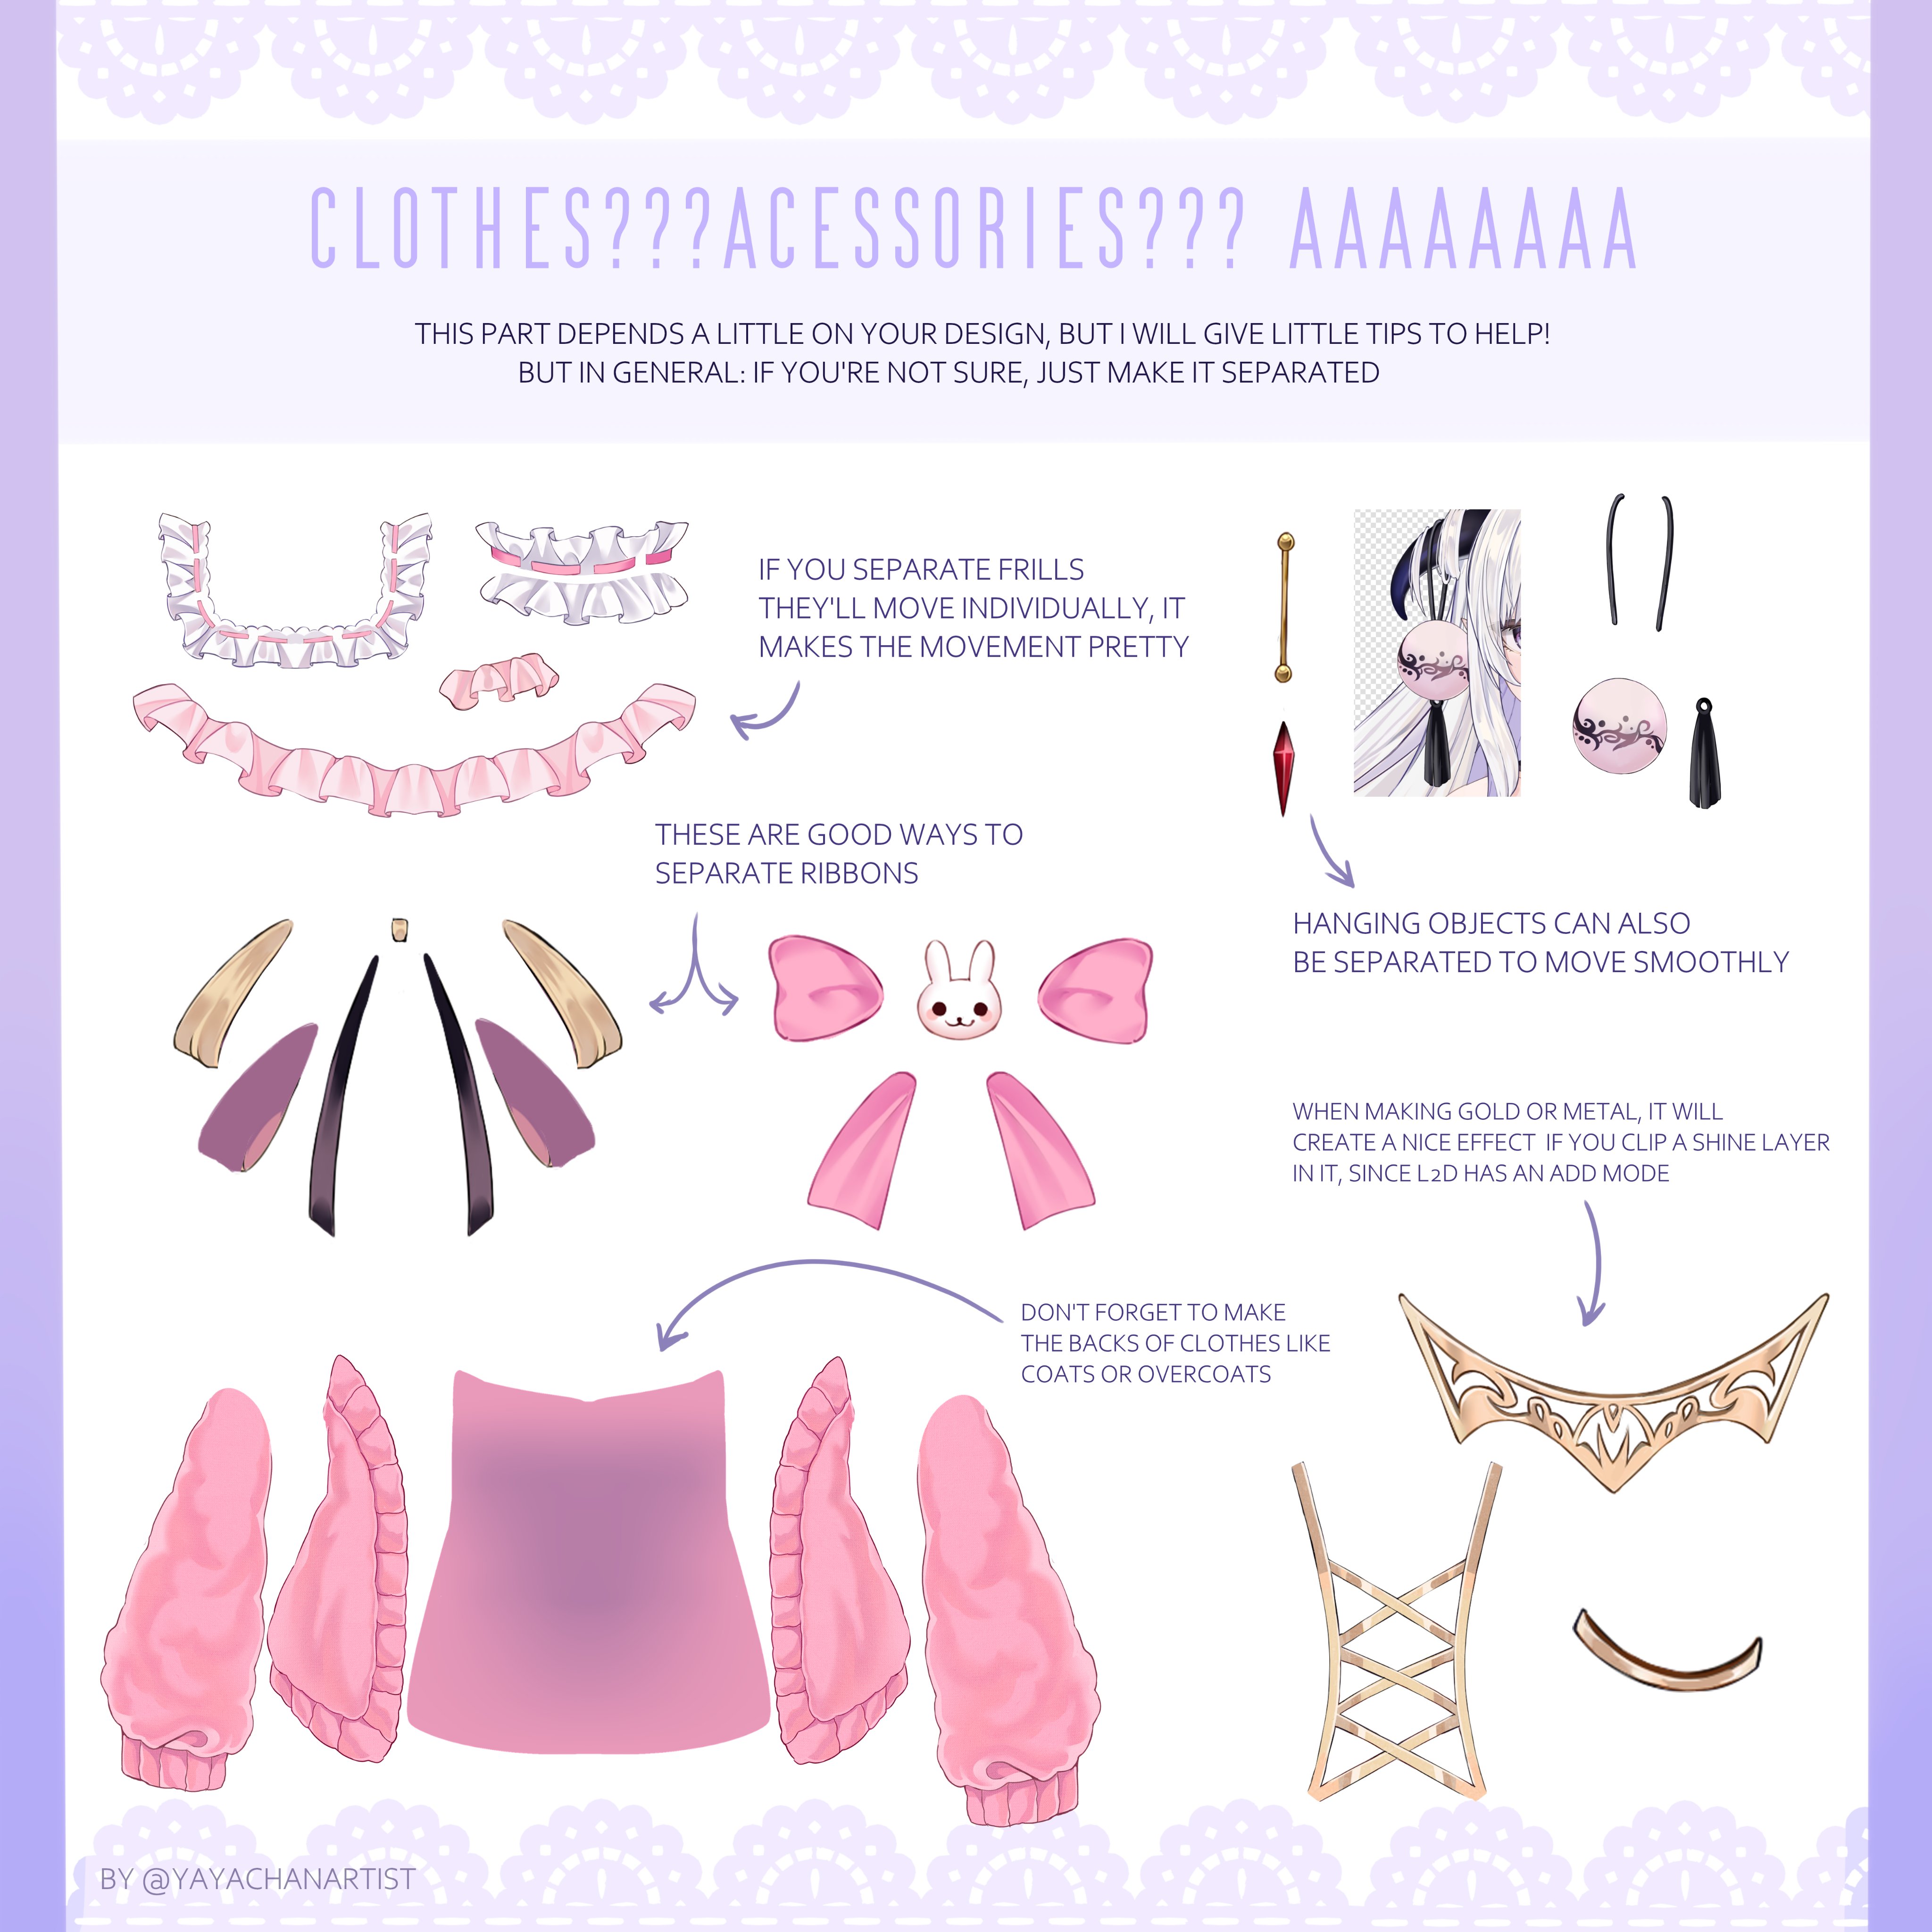 CLOTHES???ACESSORIES??? AAAAAAAA
THIS PART DEPENDS A LITTLE ON YOUR DESIGN, BUT I WILL GIVE LITTLE TIPS TO HELP!
BUT IN GENERAL: IF YOU'RE NOT SURE, JUST MAKE IT SEPARATED
IF YOU SEPARATE FRILLS
THEY'LL MOVE INDIVIDUALLY, IT
MAKES THE MOVEMENT PRETTY
THESE ARE GOOD WAYS TO
SEPARATE RIBBONS
HANGING OBJECTS CAN ALSO
BE SEPARATED TO MOVE SMOOTHLY
WHEN MAKING GOLD OR METAL, IT WILL
CREATE A NICE EFFECT  IF YOU CLIP A SHINE LAYER
IN IT, SINCE L2D HAS AN ADD MODE
DON'T FORGET TO MAKE
THE BACKS OF CLOTHES LIKE
COATS OR OVERCOATS
BY @YAYACHANARTIST